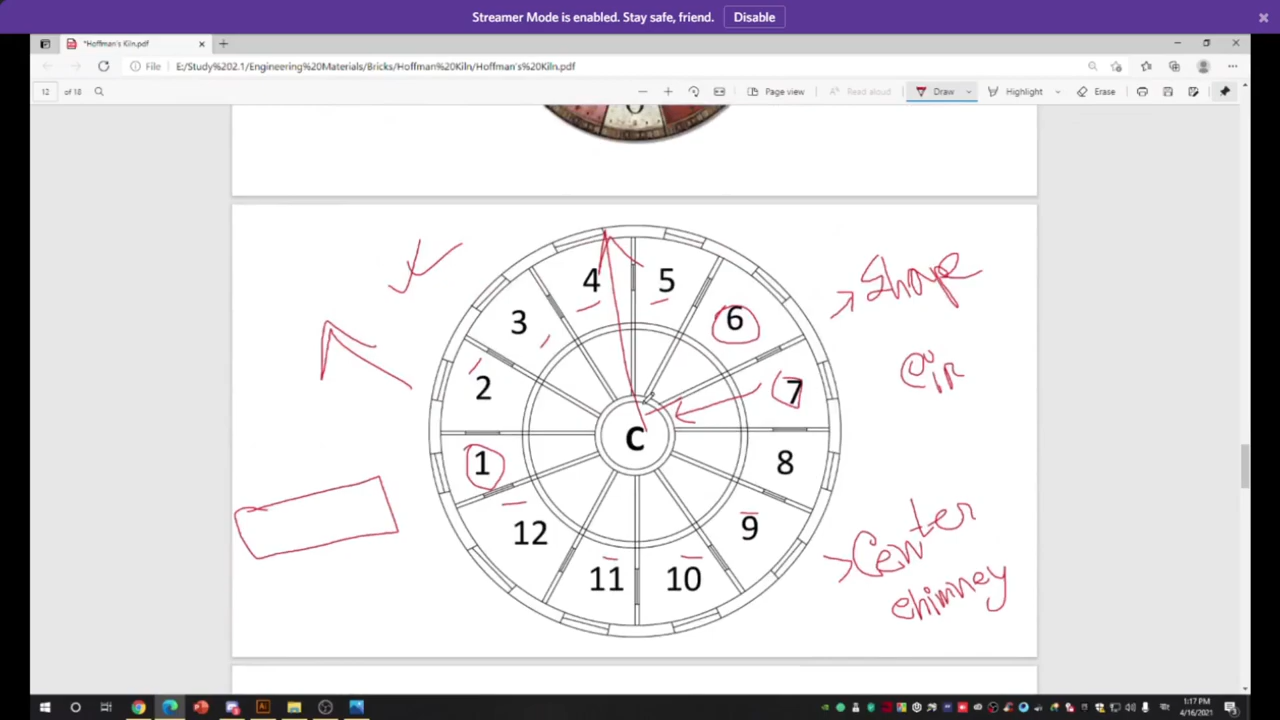 Streamer Mode is enabled. Stay safe, friend. Disable
*Hoffman's Kiln.pdf
File E:/Study%202.1/Engineering%20Materials/Bricks/Hoffman%20Kiln/Hoffman's%20Kiln.pdf
12 of 18 Page view Read aloud Draw Highlight Erase
4 5
3 6
2 7
1 C 8
12 9
11 10
Shape
Cir
Center
chimney
1:17 PM
4/16/2021